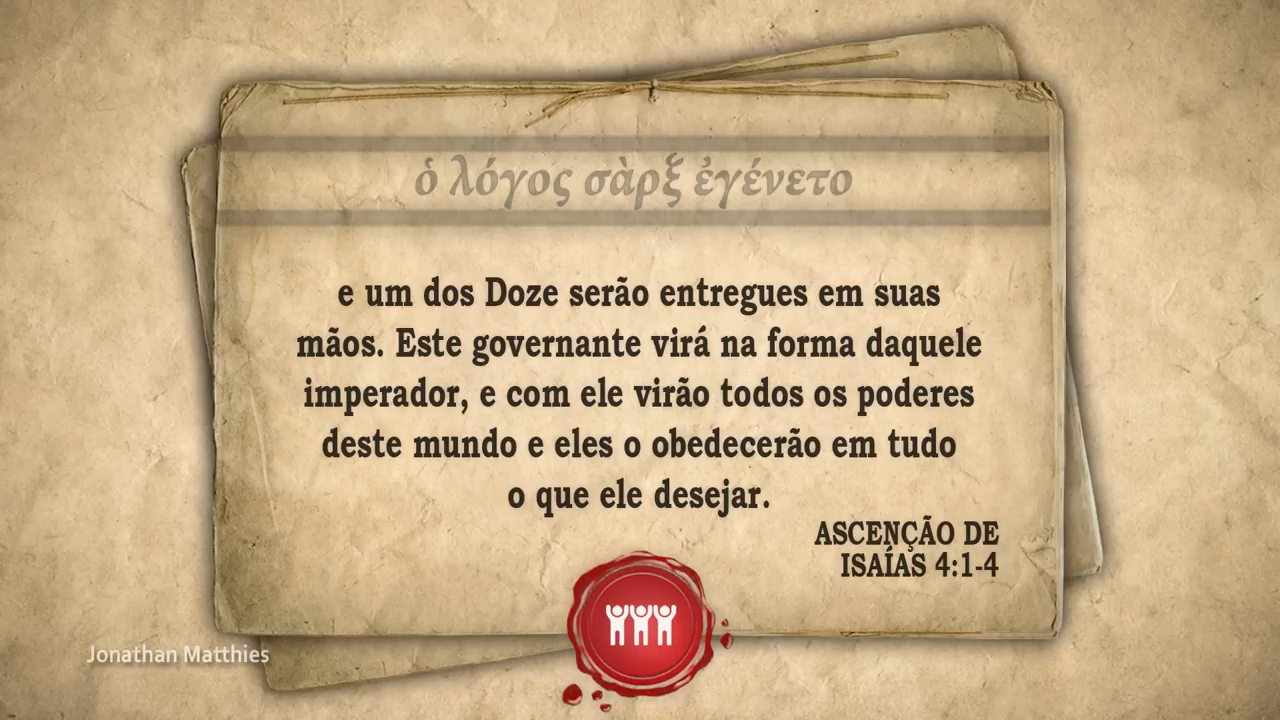 ὁ λόγος σὰρξ ἐγένετο
e um dos Doze serão entregues em suas
mãos. Este governante virá na forma daquele
imperador, e com ele virão todos os poderes
deste mundo e eles o obedecerão em tudo
o que ele desejar.
ASCENÇÃO DE
ISAÍAS 4:1-4
Jonathan Matthies